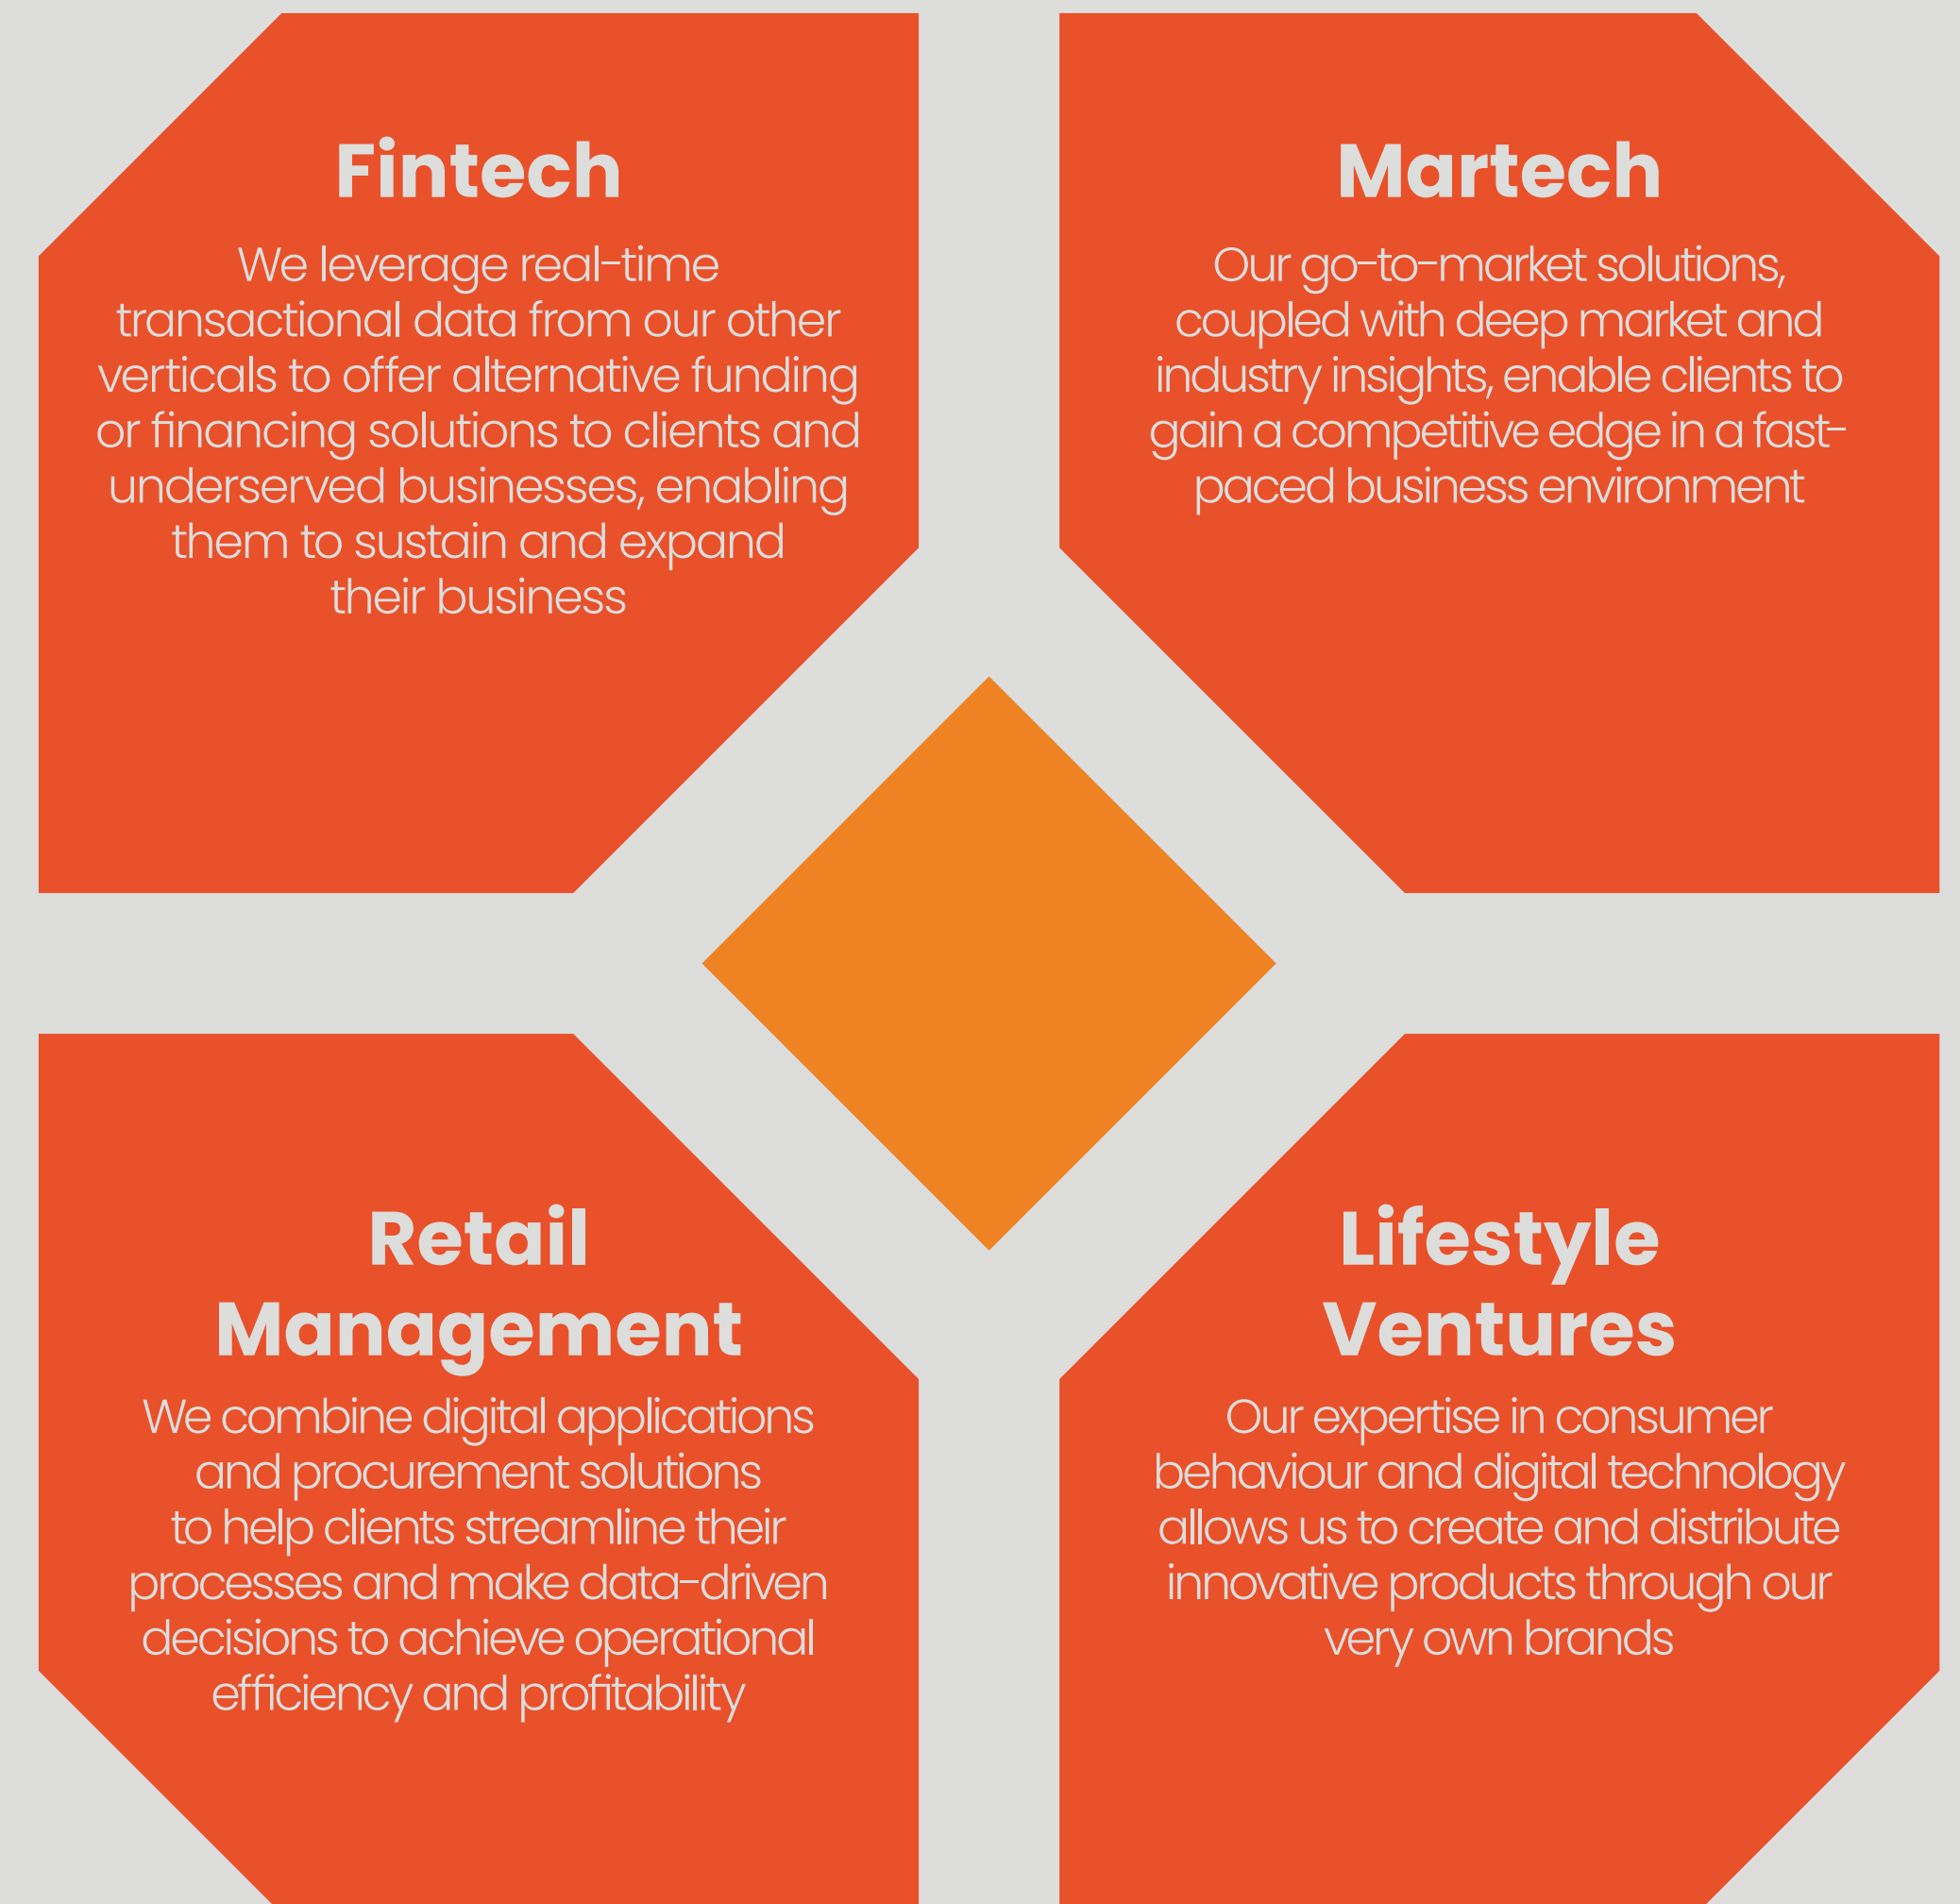 Fintech
We leverage real-time
transactional data from our other
verticals to offer alternative funding
or financing solutions to clients and
underserved businesses, enabling
them to sustain and expand
their business
Martech
Our go-to-market solutions,
coupled with deep market and
industry insights, enable clients to
gain a competitive edge in a fast-
paced business environment
Retail
Management
We combine digital applications
and procurement solutions
to help clients streamline their
processes and make data-driven
decisions to achieve operational
efficiency and profitability
Lifestyle
Ventures
Our expertise in consumer
behaviour and digital technology
allows us to create and distribute
innovative products through our
very own brands